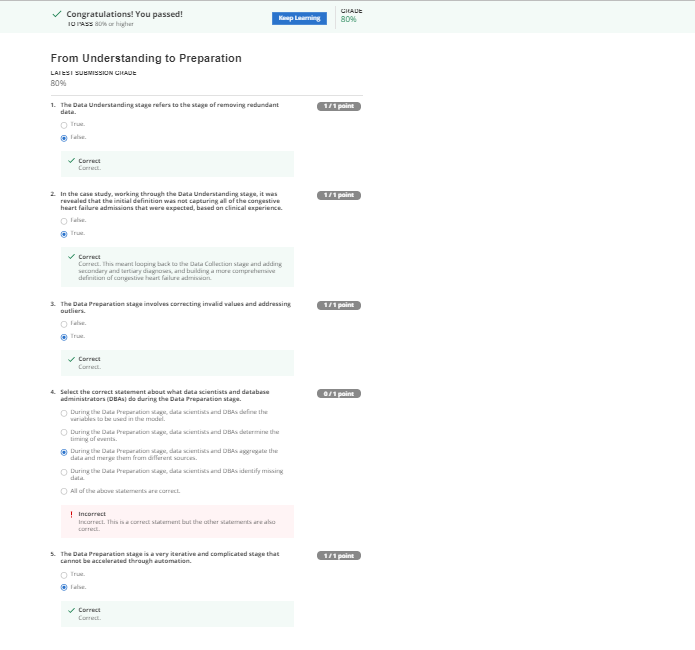 Congratulations! You passed!
TO PASS 80% or higher
Keep Learning
GRADE
80%
From Understanding to Preparation
LATEST SUBMISSION GRADE
80%
1. The Data Understanding stage refers to the stage of removing redundant
data.
1 / 1 point
True.
False.
Correct
Correct.
2. In the case study, working through the Data Understanding stage, it was
revealed that the initial definition was not capturing all of the congestive
heart failure admissions that were expected, based on clinical experience.
1 / 1 point
False.
True.
Correct
Correct. This meant looping back to the Data Collection stage and adding
secondary and tertiary diagnoses, and building a more comprehensive
definition of congestive heart failure admission.
3. The Data Preparation stage involves correcting invalid values and addressing
outliers.
1 / 1 point
False.
True.
Correct
Correct.
4. Select the correct statement about what data scientists and database
administrators (DBAs) do during the Data Preparation stage.
0 / 1 point
During the Data Preparation stage, data scientists and DBAs define the
variables to be used in the model.
During the Data Preparation stage, data scientists and DBAs determine the
timing of events.
During the Data Preparation stage, data scientists and DBAs aggregate the
data and merge them from different sources.
During the Data Preparation stage, data scientists and DBAs identify missing
data.
All of the above statements are correct.
Incorrect
Incorrect. This is a correct statement but the other statements are also
correct.
5. The Data Preparation stage is a very iterative and complicated stage that
cannot be accelerated through automation.
1 / 1 point
True.
False.
Correct
Correct.